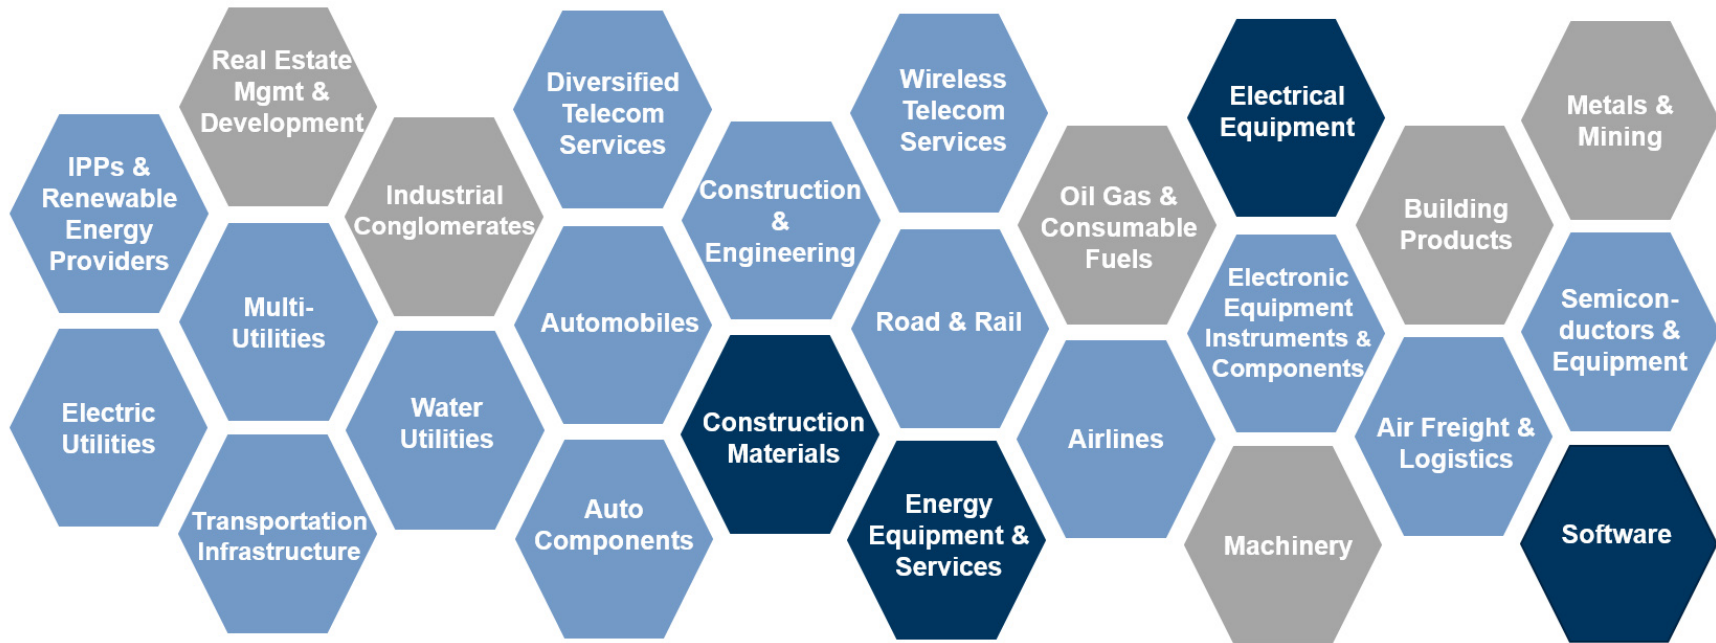 IPPs &
Renewable
Energy
Providers
Electric
Utilities
Real Estate
Mgmt &
Development
Multi-
Utilities
Transportation
Infrastructure
Industrial
Conglomerates
Water
Utilities
Diversified
Telecom
Services
Automobiles
Auto
Components
Construction
&
Engineering
Construction
Materials
Wireless
Telecom
Services
Road & Rail
Energy
Equipment &
Services
Oil Gas &
Consumable
Fuels
Airlines
Electrical
Equipment
Electronic
Equipment
Instruments &
Components
Machinery
Building
Products
Air Freight &
Logistics
Metals &
Mining
Semicon-
ductors &
Equipment
Software